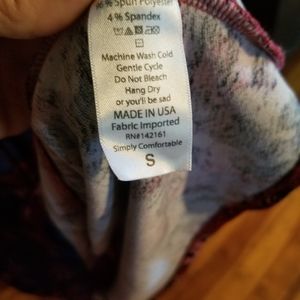 96% Spun Polyester
4% Spandex
Machine Wash Cold
Gentle Cycle
Do Not Bleach
Hang Dry
or you'll be sad
MADE IN USA
Fabric Imported
RN#142161
Simply Comfortable
S